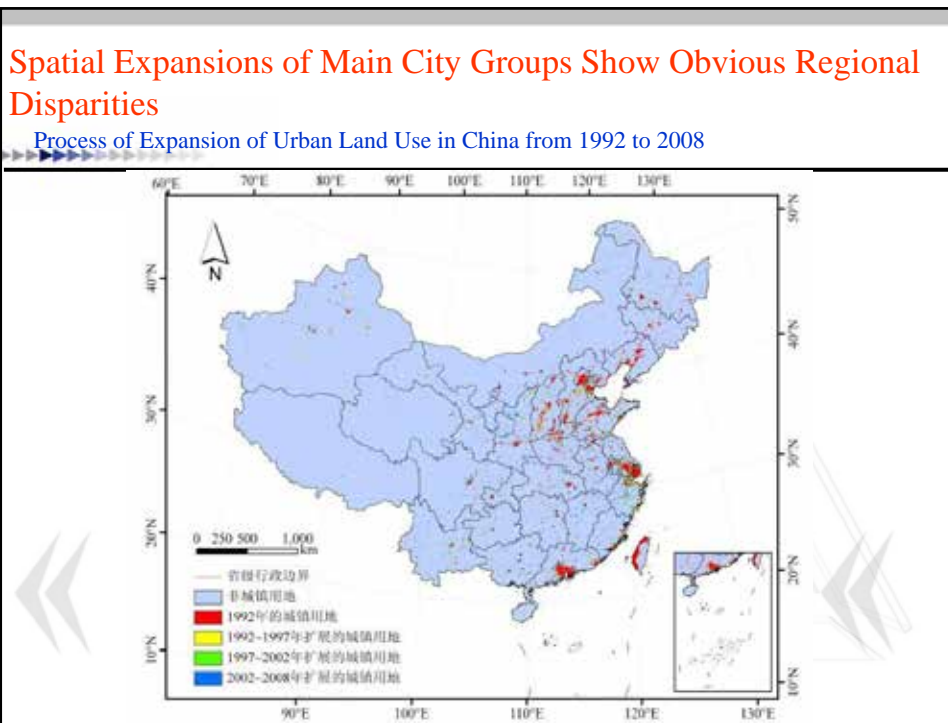 Spatial Expansions of Main City Groups Show Obvious Regional
Disparities
Process of Expansion of Urban Land Use in China from 1992 to 2008
60°E 70°E 80°E 90°E 100°E 110°E 120°E 130°E
50°N
40°N
40°N
30°N
30°N
20°N
20°N
10°N
10°N
N
0 250 500 1,000
km
省级行政边界
非城镇用地
1992年的城镇用地
1992-1997年扩展的城镇用地
1997-2002年扩展的城镇用地
2002-2008年扩展的城镇用地
90°E 100°E 110°E 120°E 130°E